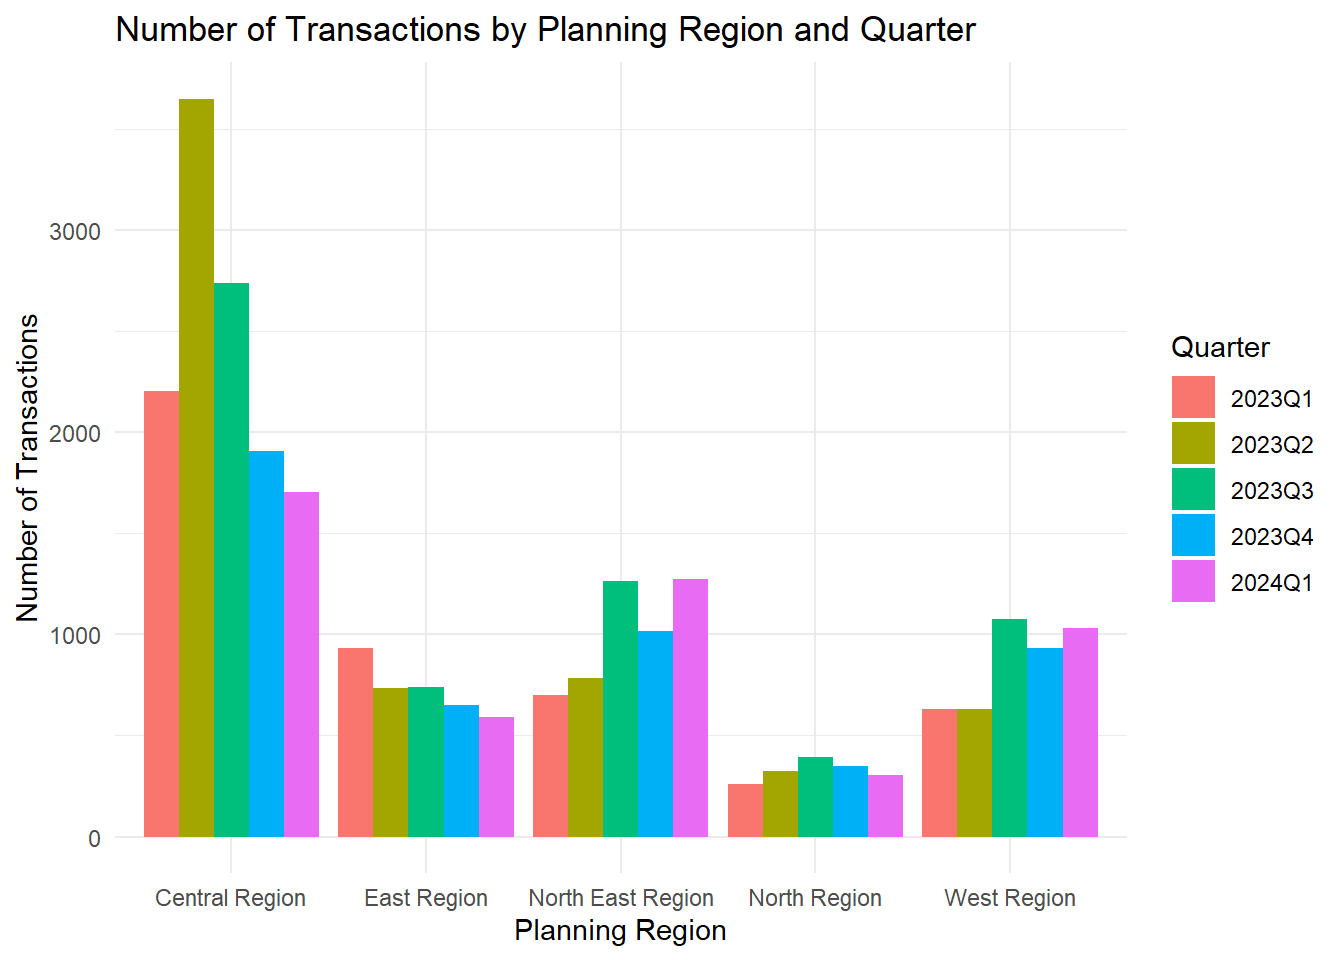 Number of Transactions by Planning Region and Quarter
Number of Transactions
3000
2000
1000
0
Central Region
East Region
North East Region
North Region
West Region
Planning Region
Quarter
2023Q1
2023Q2
2023Q3
2023Q4
2024Q1